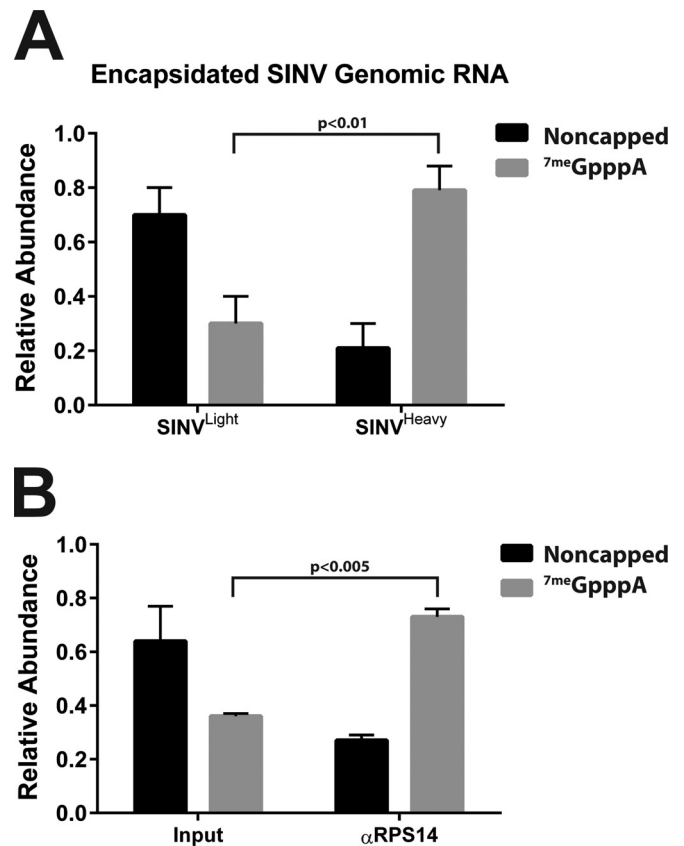 A
Encapsidated SINV Genomic RNA
p<0.01
Noncapped
7meGpppA
Relative Abundance
1.0
0.8
0.6
0.4
0.2
0.0
SINVLight
SINVHeavy
B
p<0.005
Noncapped
7meGpppA
Relative Abundance
1.0
0.8
0.6
0.4
0.2
0.0
Input
αRPS14